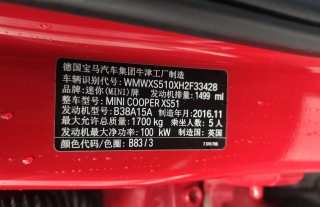 德国宝马汽车集团牛津工厂制造
车辆识别代号: WMWXS510XH2F33428
品牌: 迷你(MINI)牌 发动机排量: 1499 ml
整车型号: MINI COOPER XS51
发动机型号: B38A15A 制造年月: 2016.11
最大允许总质量: 1700 kg 乘坐人数: 5 人
发动机最大净功率: 100 kW 制造国: 英国
颜色代码/色圈: B83 / 3